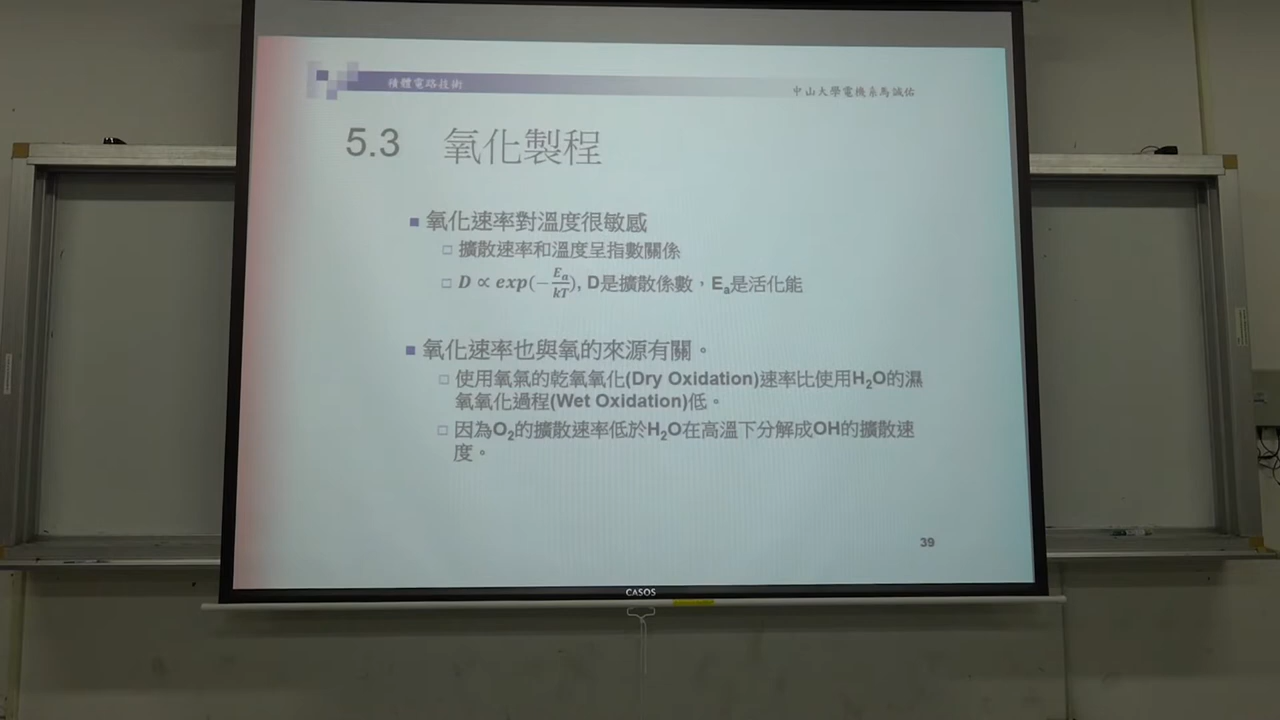 積體電路技術
中山大學電機系馬誠佑
5.3 氧化製程
氧化速率對溫度很敏感
擴散速率和溫度呈指數關係
D ∝ exp(−Ea/kT), D是擴散係數，Ea是活化能
氧化速率也與氧的來源有關。
使用氧氣的乾氧氧化(Dry Oxidation)速率比使用H2O的濕
氧氧化過程(Wet Oxidation)低。
因為O2的擴散速率低於H2O在高溫下分解成OH的擴散速
度。
39
CASOS